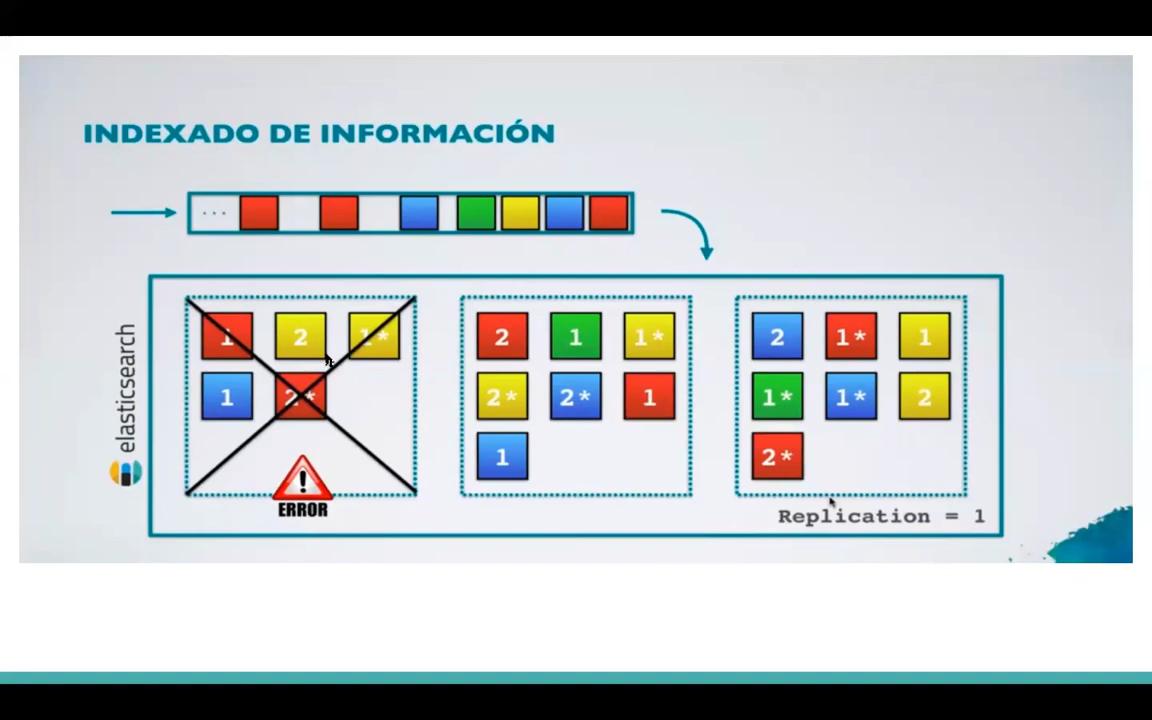 INDEXADO DE INFORMACIÓN
...
elasticsearch
1 2 1*
1 2*
ERROR
2 1 1*
2* 2* 1
1
2 1* 1
1* 1* 2
2*
Replication = 1